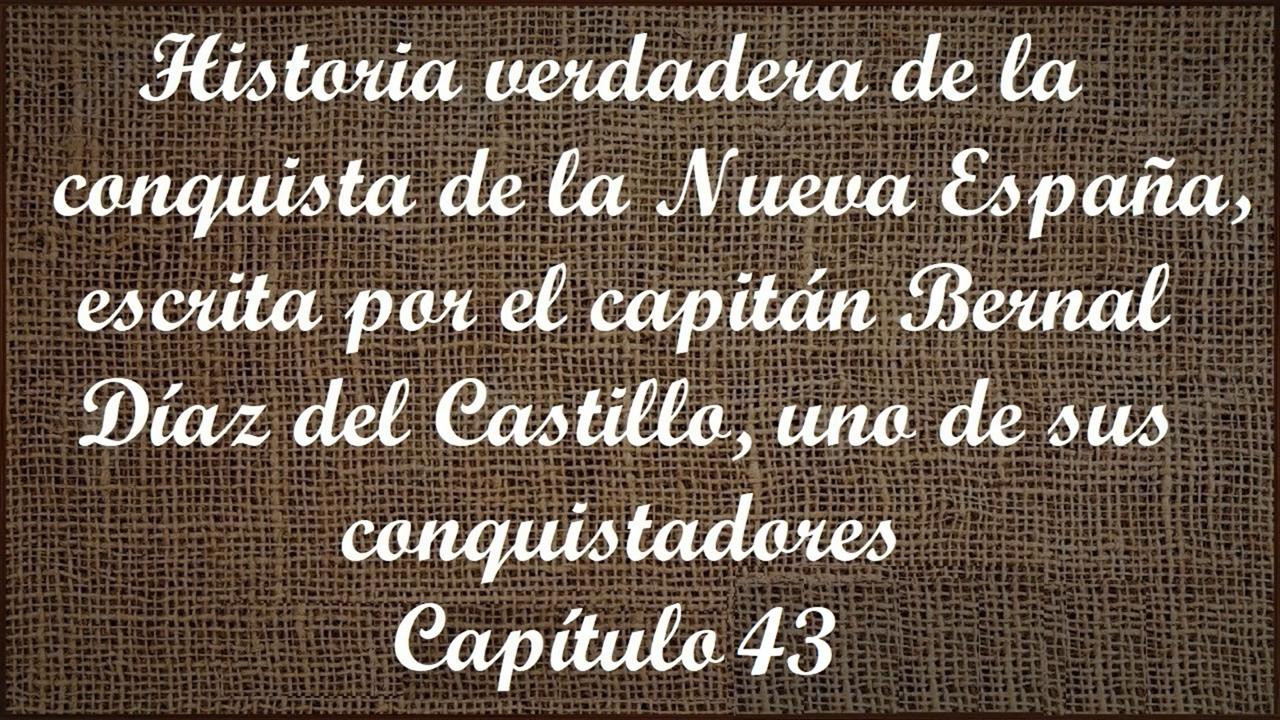 Historia verdadera de la
conquista de la Nueva España,
escrita por el capitán Bernal
Díaz del Castillo, uno de sus
conquistadores
Capítulo 43